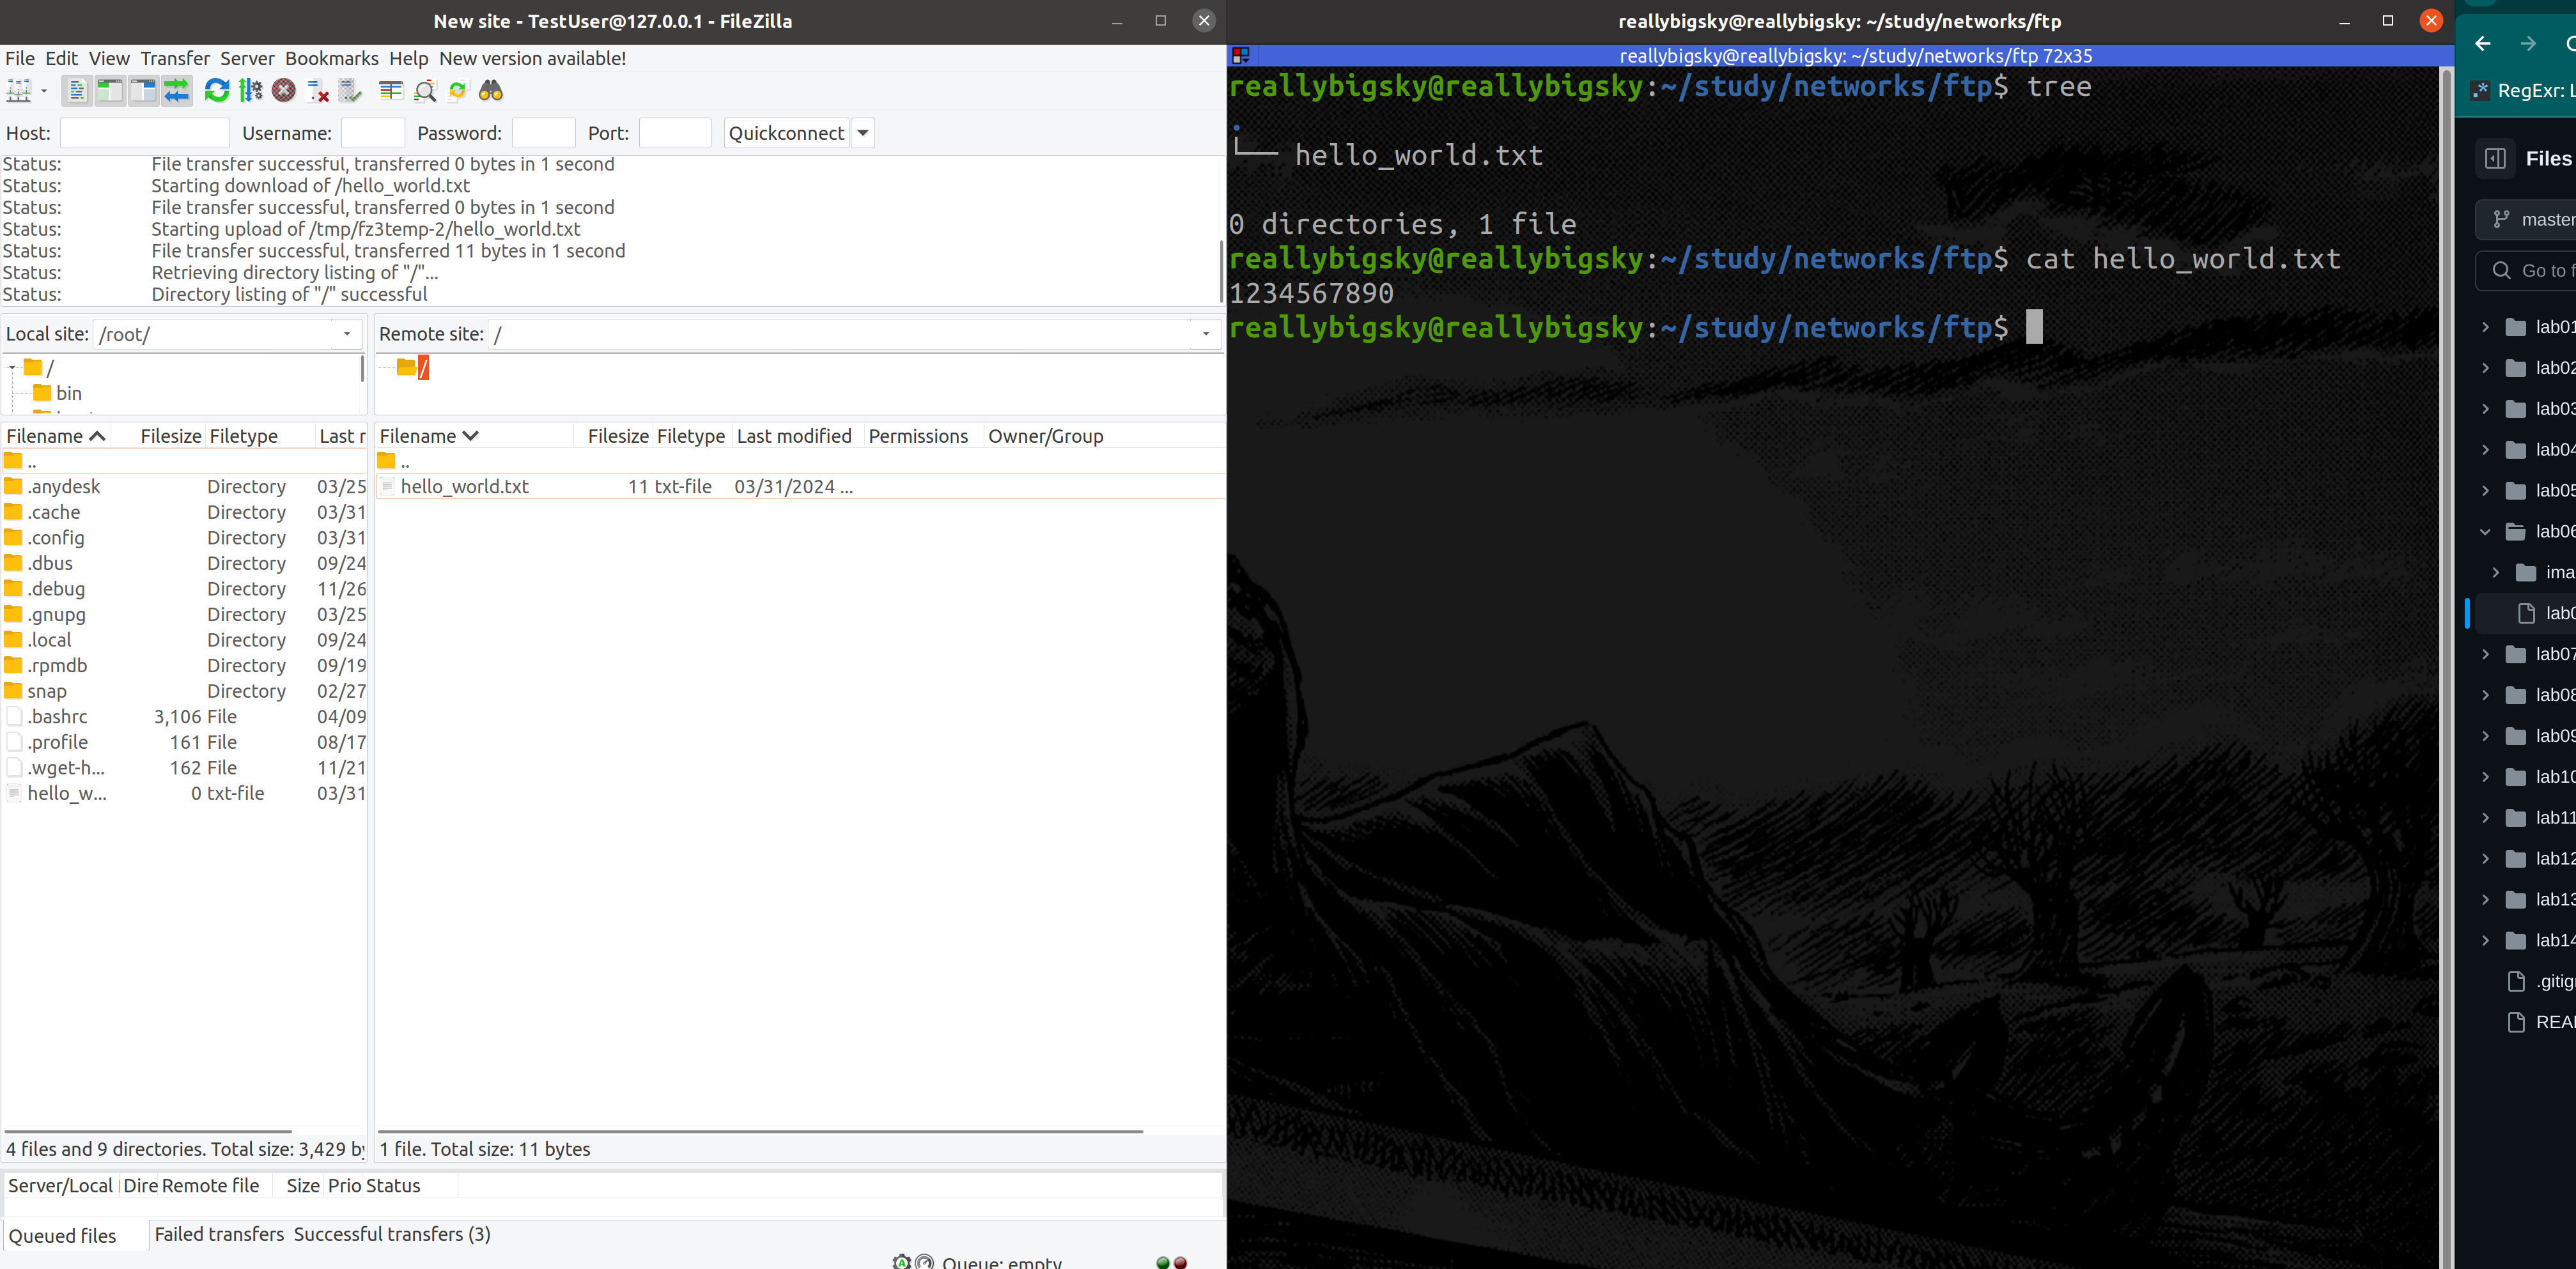 New site - TestUser@127.0.0.1 - FileZilla
File Edit View Transfer Server Bookmarks Help New version available!
Host: Username: Password: Port: Quickconnect
Status: File transfer successful, transferred 0 bytes in 1 second
Status: Starting download of /hello_world.txt
Status: File transfer successful, transferred 0 bytes in 1 second
Status: Starting upload of /tmp/fz3temp-2/hello_world.txt
Status: File transfer successful, transferred 11 bytes in 1 second
Status: Retrieving directory listing of "/"...
Status: Directory listing of "/" successful
Local site: /root/
/
bin
Filename Filesize Filetype Last r
..
.anydesk Directory 03/25
.cache Directory 03/31
.config Directory 03/31
.dbus Directory 09/24
.debug Directory 11/26
.gnupg Directory 03/25
.local Directory 09/24
.rpmdb Directory 09/19
snap Directory 02/27
.bashrc 3,106 File 04/09
.profile 161 File 08/17
.wget-h... 162 File 11/21
hello_w... 0 txt-file 03/31
4 files and 9 directories. Total size: 3,429 by
Remote site: /
/
Filename Filesize Filetype Last modified Permissions Owner/Group
..
hello_world.txt 11 txt-file 03/31/2024 ...
1 file. Total size: 11 bytes
Server/Local Dire Remote file Size Prio Status
Queued files Failed transfers Successful transfers (3)
Queue: empty
reallybigsky@reallybigsky: ~/study/networks/ftp
reallybigsky@reallybigsky: ~/study/networks/ftp 72x35
reallybigsky@reallybigsky:~/study/networks/ftp$ tree
.
└── hello_world.txt
0 directories, 1 file
reallybigsky@reallybigsky:~/study/networks/ftp$ cat hello_world.txt
1234567890
reallybigsky@reallybigsky:~/study/networks/ftp$
RegExr: L
Files
master
Go to f
lab01
lab02
lab03
lab04
lab05
lab06
ima
lab0
lab07
lab08
lab09
lab10
lab11
lab12
lab13
lab14
.gitig
REA